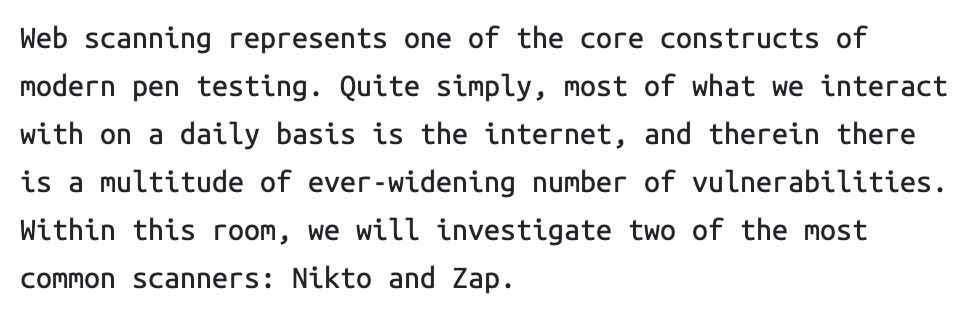 Web scanning represents one of the core constructs of
modern pen testing. Quite simply, most of what we interact
with on a daily basis is the internet, and therein there
is a multitude of ever-widening number of vulnerabilities.
Within this room, we will investigate two of the most
common scanners: Nikto and Zap.